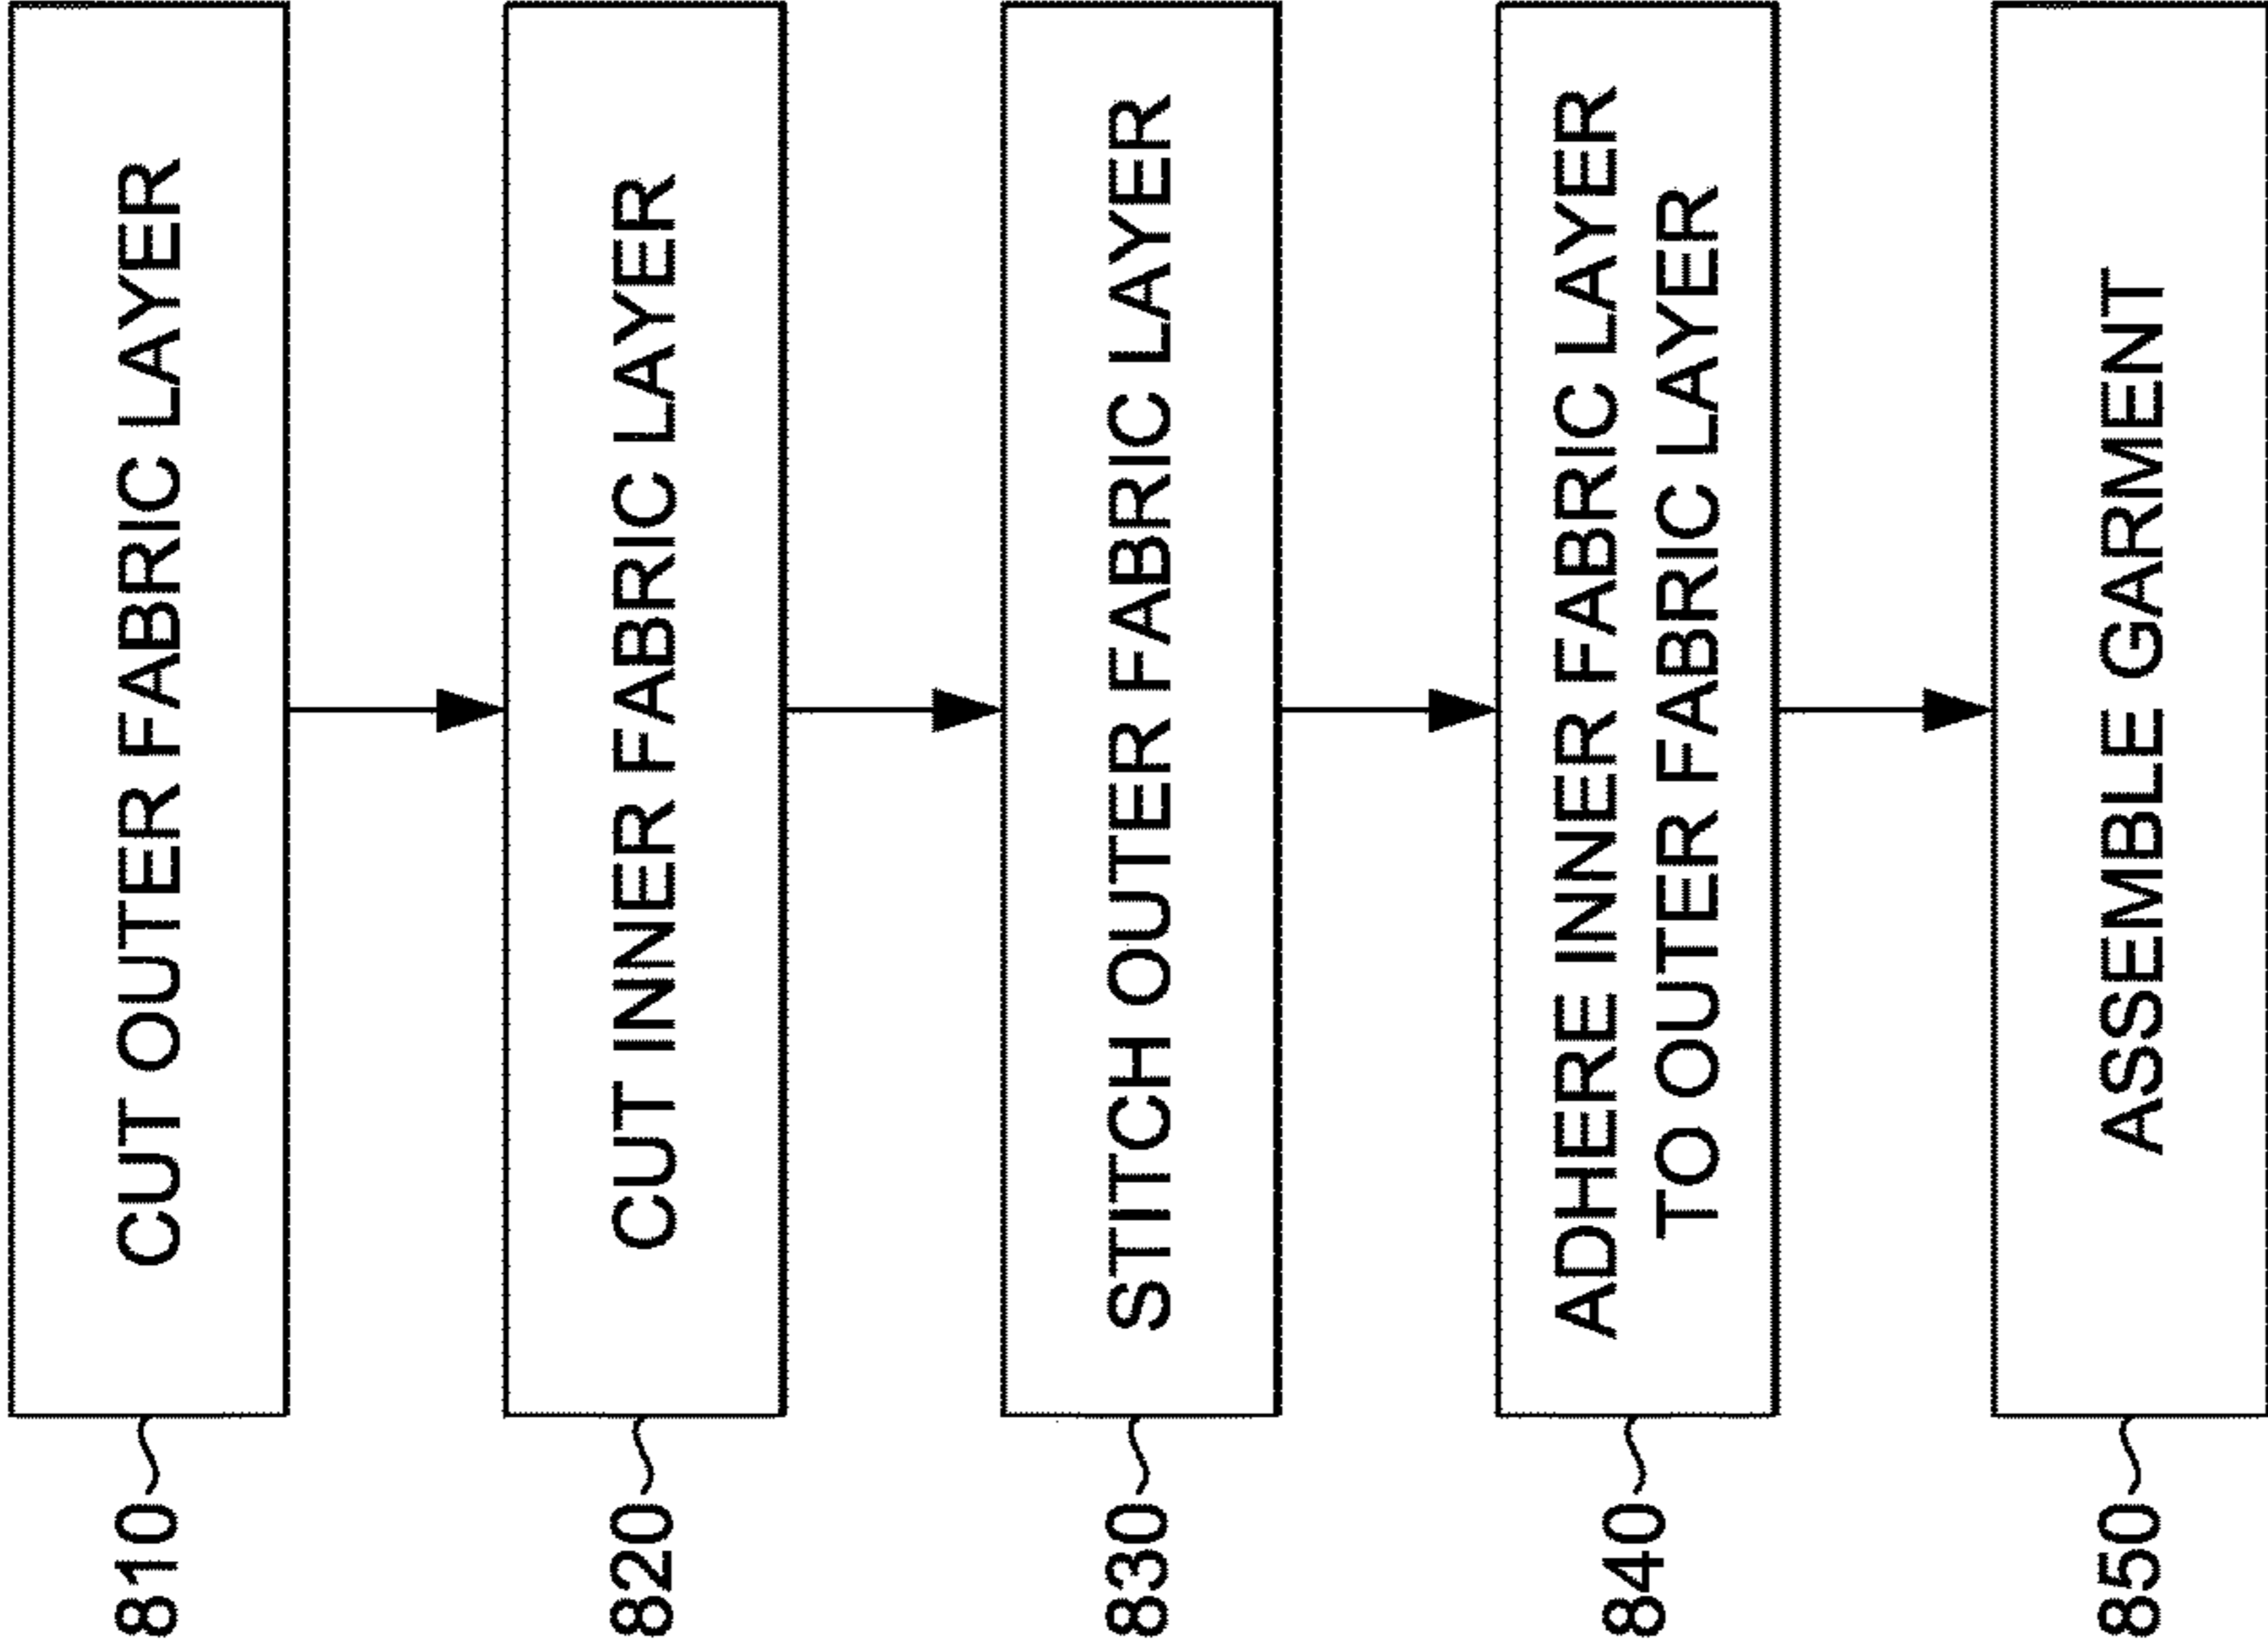 810
CUT OUTER FABRIC LAYER
820
CUT INNER FABRIC LAYER
830
STITCH OUTER FABRIC LAYER
840
ADHERE INNER FABRIC LAYER
TO OUTER FABRIC LAYER
850
ASSEMBLE GARMENT